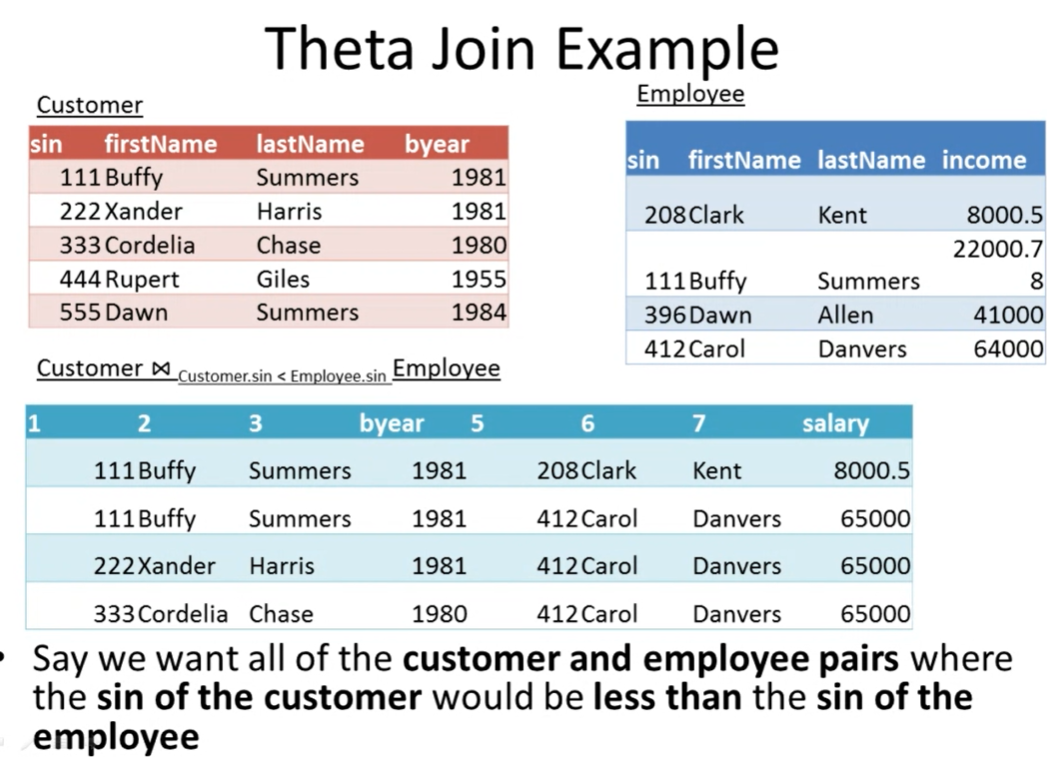 Theta Join Example
Customer
sin firstName lastName byear
111 Buffy Summers 1981
222 Xander Harris 1981
333 Cordelia Chase 1980
444 Rupert Giles 1955
555 Dawn Summers 1984
Employee
sin firstName lastName income
208 Clark Kent 8000.5
22000.7
111 Buffy Summers 8
396 Dawn Allen 41000
412 Carol Danvers 64000
Customer ⋈ Customer.sin < Employee.sin Employee
1 2 3 byear 5 6 7 salary
111 Buffy Summers 1981 208 Clark Kent 8000.5
111 Buffy Summers 1981 412 Carol Danvers 65000
222 Xander Harris 1981 412 Carol Danvers 65000
333 Cordelia Chase 1980 412 Carol Danvers 65000
• Say we want all of the customer and employee pairs where
the sin of the customer would be less than the sin of the
employee